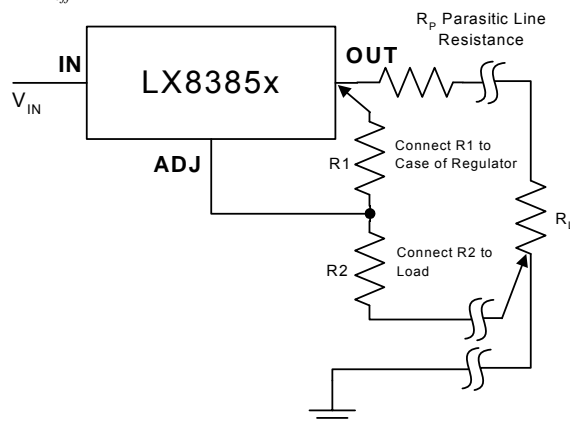 R_P Parasitic Line
Resistance
OUT
IN
LX8385x
V_IN
Connect R1 to
Case of Regulator
R1
ADJ
R_L
Connect R2 to
Load
R2